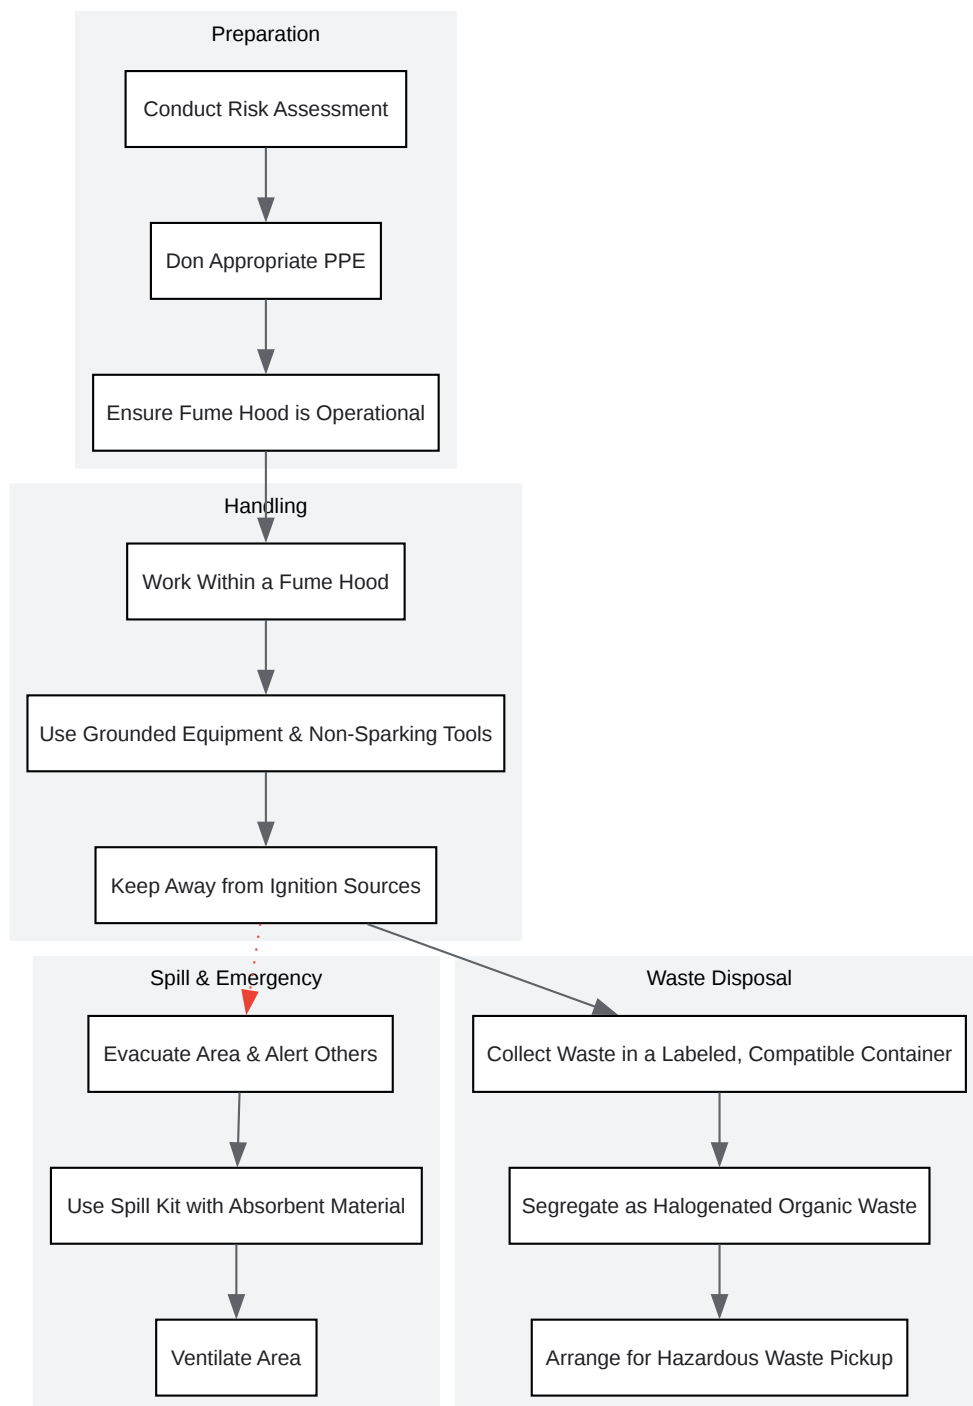 Preparation
Conduct Risk Assessment
Don Appropriate PPE
Ensure Fume Hood is Operational
Handling
Work Within a Fume Hood
Use Grounded Equipment & Non-Sparking Tools
Keep Away from Ignition Sources
Spill & Emergency
Evacuate Area & Alert Others
Use Spill Kit with Absorbent Material
Ventilate Area
Waste Disposal
Collect Waste in a Labeled, Compatible Container
Segregate as Halogenated Organic Waste
Arrange for Hazardous Waste Pickup